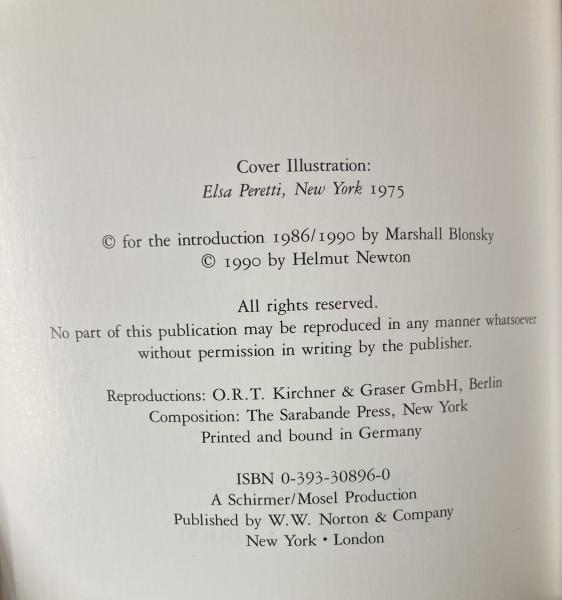 Cover Illustration:
Elsa Peretti, New York 1975
© for the introduction 1986/1990 by Marshall Blonsky
© 1990 by Helmut Newton
All rights reserved.
No part of this publication may be reproduced in any manner whatsoever
without permission in writing by the publisher.
Reproductions: O.R.T. Kirchner & Graser GmbH, Berlin
Composition: The Sarabande Press, New York
Printed and bound in Germany
ISBN 0-393-30896-0
A Schirmer/Mosel Production
Published by W.W. Norton & Company
New York • London